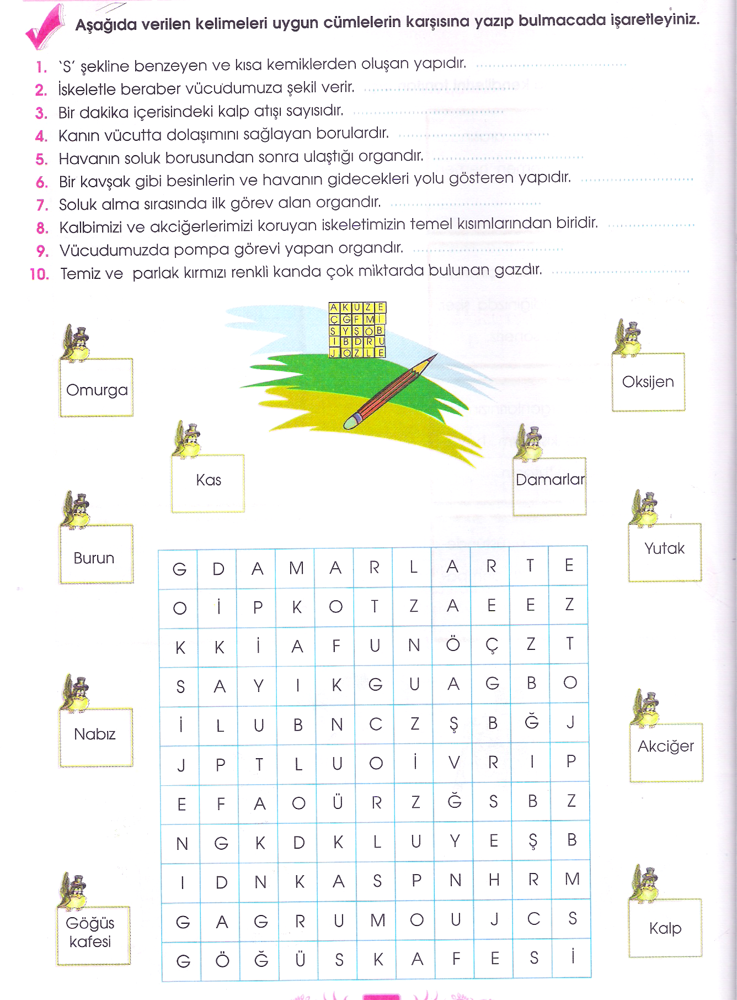 Aşağıda verilen kelimeleri uygun cümlelerin karşısına yazıp bulmacada işaretleyiniz.
1. 'S' şekline benzeyen ve kısa kemiklerden oluşan yapıdır. ........................
2. İskeletle beraber vücudumuza şekil verir. ........................
3. Bir dakika içerisindeki kalp atışı sayısıdır. ........................
4. Kanın vücutta dolaşımını sağlayan borulardır. ........................
5. Havanın soluk borusundan sonra ulaştığı organdır. ........................
6. Bir kavşak gibi besinlerin ve havanın gidecekleri yolu gösteren yapıdır. ........................
7. Soluk alma sırasında ilk görev alan organdır. ........................
8. Kalbimizi ve akciğerlerimizi koruyan iskeletimizin temel kısımlarından biridir. ........................
9. Vücudumuzda pompa görevi yapan organdır. ........................
10. Temiz ve parlak kırmızı renkli kanda çok miktarda bulunan gazdır. ........................
A K Ü Z E
Ç Ğ F M İ
S Y Ş Ö B
I B D R U
J O Z L E
Omurga
Oksijen
Kas
Damarlar
Burun
Yutak
Nabız
Akciğer
Göğüs
kafesi
Kalp
G D A M A R L A R T E
O İ P K O T Z A E E Z
K K İ A F U N Ö Ç Z T
S A Y I K G U A G B O
İ L U B N C Z Ş B Ğ J
J P T L U O İ V R I P
E F A O Ü R Z Ğ S B Z
N G K D K L U Y E Ş B
I D N K A S P N H R M
G A G R U M O U J C S
G Ö Ğ Ü S K A F E S İ